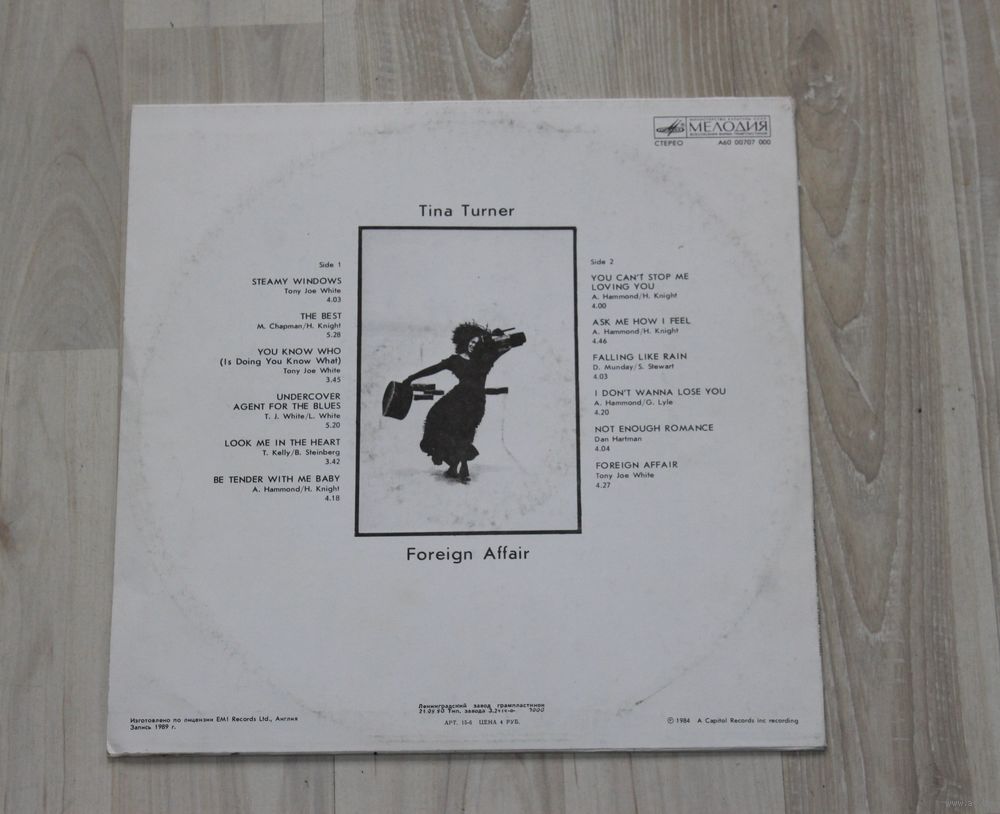 МЕЛОДИЯ
СТЕРЕО
А60 00707 000
Tina Turner
Side 1
STEAMY WINDOWS
Tony Joe White
4.03
THE BEST
M. Chapman/H. Knight
5.28
YOU KNOW WHO
(Is Doing You Know What)
Tony Joe White
3.45
UNDERCOVER
AGENT FOR THE BLUES
T. J. White/L. White
5.20
LOOK ME IN THE HEART
T. Kelly/B. Steinberg
3.42
BE TENDER WITH ME BABY
A. Hammond/H. Knight
4.18
Side 2
YOU CAN'T STOP ME
LOVING YOU
A. Hammond/H. Knight
4.00
ASK ME HOW I FEEL
A. Hammond/H. Knight
4.46
FALLING LIKE RAIN
D. Munday/S. Stewart
4.03
I DON'T WANNA LOSE YOU
A. Hammond/G. Lyle
4.20
NOT ENOUGH ROMANCE
Dan Hartman
4.04
FOREIGN AFFAIR
Tony Joe White
4.27
Foreign Affair
Изготовлено по лицензии EMI Records Ltd., Англия
Запись 1989 г.
Ленинградский завод грампластинок
Тип. завода
АРТ. 15-6 ЦЕНА 4 РУБ.
Ⓟ 1984 A Capitol Records Inc recording